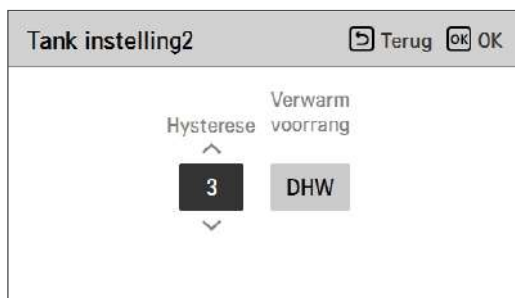 Tank instelling2 Terug OK OK
Verwarm
Hysterese voorrang
3 DHW